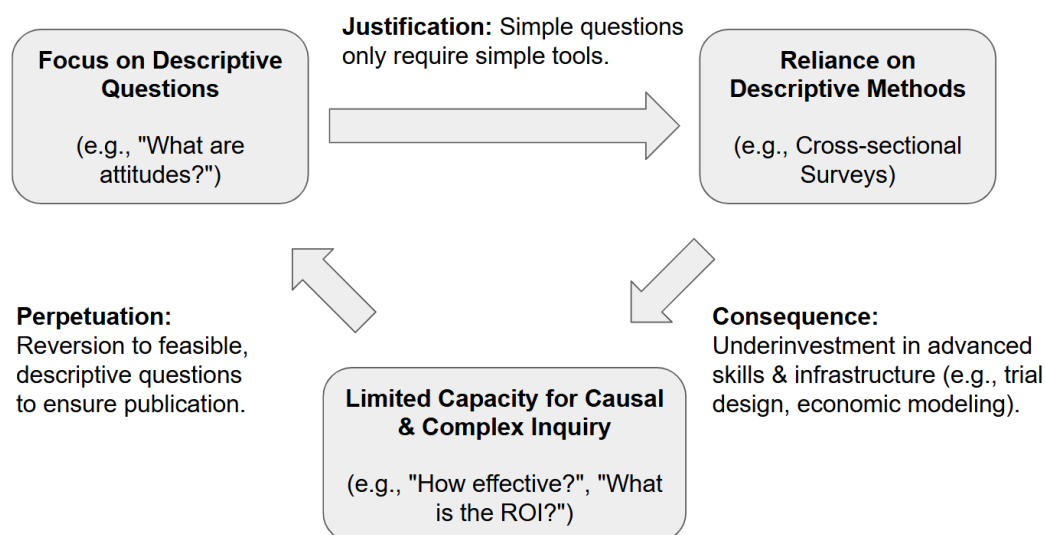 Justification: Simple questions
only require simple tools.
Focus on Descriptive
Questions
(e.g., "What are
attitudes?")
Reliance on
Descriptive Methods
(e.g., Cross-sectional
Surveys)
Perpetuation:
Reversion to feasible,
descriptive questions
to ensure publication.
Consequence:
Underinvestment in advanced
skills & infrastructure (e.g., trial
design, economic modeling).
Limited Capacity for Causal
& Complex Inquiry
(e.g., "How effective?", "What
is the ROI?")